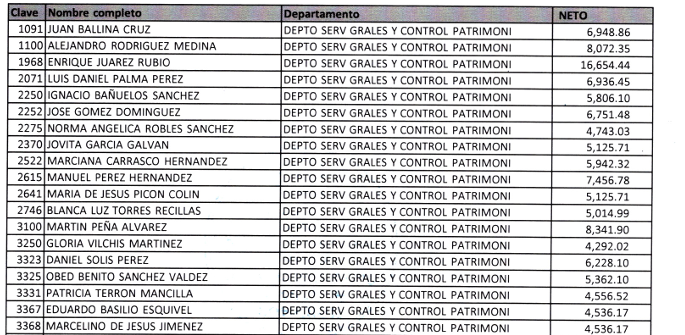 Clave Nombre completo Departamento NETO
1091 JUAN BALLINA CRUZ DEPTO SERV GRALES Y CONTROL PATRIMONI 6,948.86
1100 ALEJANDRO RODRIGUEZ MEDINA DEPTO SERV GRALES Y CONTROL PATRIMONI 8,072.35
1968 ENRIQUE JUAREZ RUBIO DEPTO SERV GRALES Y CONTROL PATRIMONI 16,654.44
2071 LUIS DANIEL PALMA PEREZ DEPTO SERV GRALES Y CONTROL PATRIMONI 6,936.45
2250 IGNACIO BAÑUELOS SANCHEZ DEPTO SERV GRALES Y CONTROL PATRIMONI 5,806.10
2252 JOSE GOMEZ DOMINGUEZ DEPTO SERV GRALES Y CONTROL PATRIMONI 6,751.48
2275 NORMA ANGELICA ROBLES SANCHEZ DEPTO SERV GRALES Y CONTROL PATRIMONI 4,743.03
2370 JOVITA GARCIA GALVAN DEPTO SERV GRALES Y CONTROL PATRIMONI 5,125.71
2522 MARCIANA CARRASCO HERNANDEZ DEPTO SERV GRALES Y CONTROL PATRIMONI 5,942.32
2615 MANUEL PEREZ HERNANDEZ DEPTO SERV GRALES Y CONTROL PATRIMONI 7,456.78
2641 MARIA DE JESUS PICON COLIN DEPTO SERV GRALES Y CONTROL PATRIMONI 5,125.71
2746 BLANCA LUZ TORRES RECILLAS DEPTO SERV GRALES Y CONTROL PATRIMONI 5,014.99
3100 MARTIN PEÑA ALVAREZ DEPTO SERV GRALES Y CONTROL PATRIMONI 8,341.90
3250 GLORIA VILCHIS MARTINEZ DEPTO SERV GRALES Y CONTROL PATRIMONI 4,292.02
3323 DANIEL SOLIS PEREZ DEPTO SERV GRALES Y CONTROL PATRIMONI 6,228.10
3325 OBED BENITO SANCHEZ VALDEZ DEPTO SERV GRALES Y CONTROL PATRIMONI 5,362.10
3331 PATRICIA TERRON MANCILLA DEPTO SERV GRALES Y CONTROL PATRIMONI 4,556.52
3367 EDUARDO BASILIO ESQUIVEL DEPTO SERV GRALES Y CONTROL PATRIMONI 4,536.17
3368 MARCELINO DE JESUS JIMENEZ DEPTO SERV GRALES Y CONTROL PATRIMONI 4,536.17